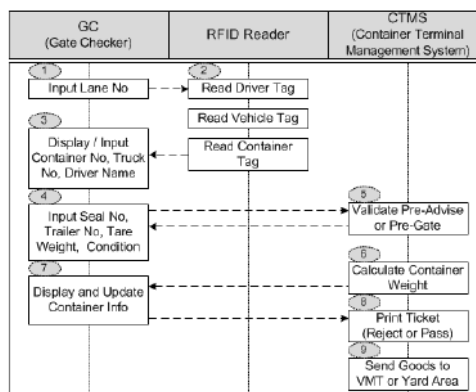 GC
(Gate Checker)
RFID Reader
CTMS
(Container Terminal
Management System)
1
Input Lane No
2
Read Driver Tag
Read Vehicle Tag
Read Container
Tag
3
Display / Input
Container No, Truck
No, Driver Name
4
Input Seal No,
Trailer No, Tare
Weight, Condition
5
Validate Pre-Advise
or Pre-Gate
6
Calculate Container
Weight
7
Display and Update
Container Info
8
Print Ticket
(Reject or Pass)
9
Send Goods to
VMT or Yard Area